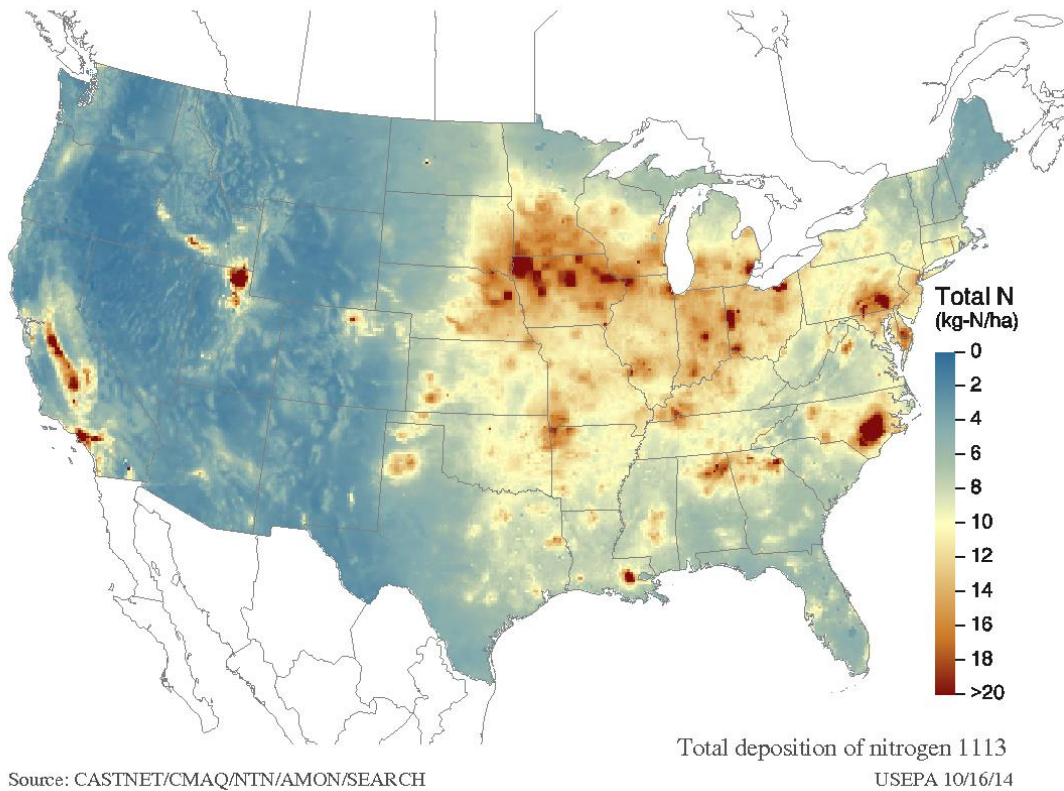 Total N
(kg-N/ha)
0
2
4
6
8
10
12
14
16
18
>20
Total deposition of nitrogen 1113
Source: CASTNET/CMAQ/NTN/AMON/SEARCH
USEPA 10/16/14